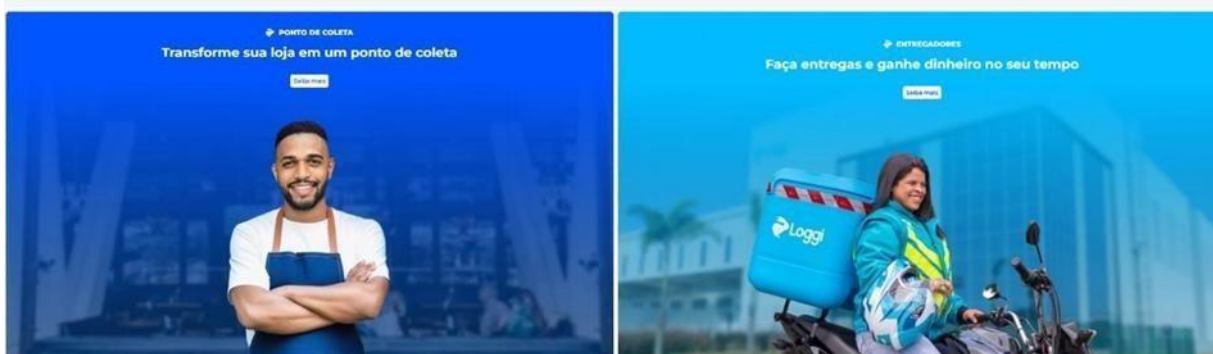 PONTO DE COLETA
Transforme sua loja em um ponto de coleta
Saiba mais
ENTREGADORES
Faça entregas e ganhe dinheiro no seu tempo
Saiba mais
Loggi